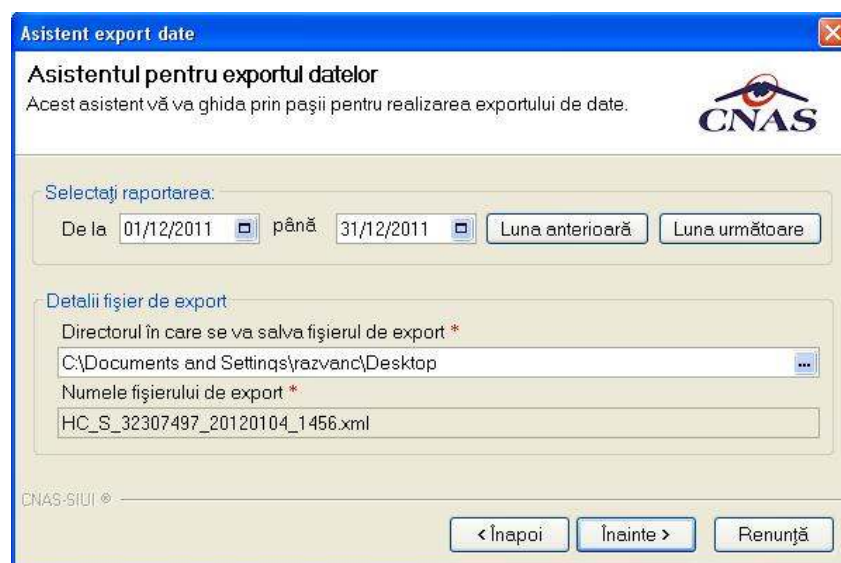 Asistent export date
Asistentul pentru exportul datelor
Acest asistent vă va ghida prin paşii pentru realizarea exportului de date.
CNAS
Selectaţi raportarea:
De la 01/12/2011 până 31/12/2011 Luna anterioară Luna următoare
Detalii fişier de export
Directorul în care se va salva fişierul de export *
C:\Documents and Settings\razvanc\Desktop ...
Numele fişierului de export *
HC_S_32307497_20120104_1456.xml
CNAS-SIUI ®
< Înapoi Înainte > Renunţă